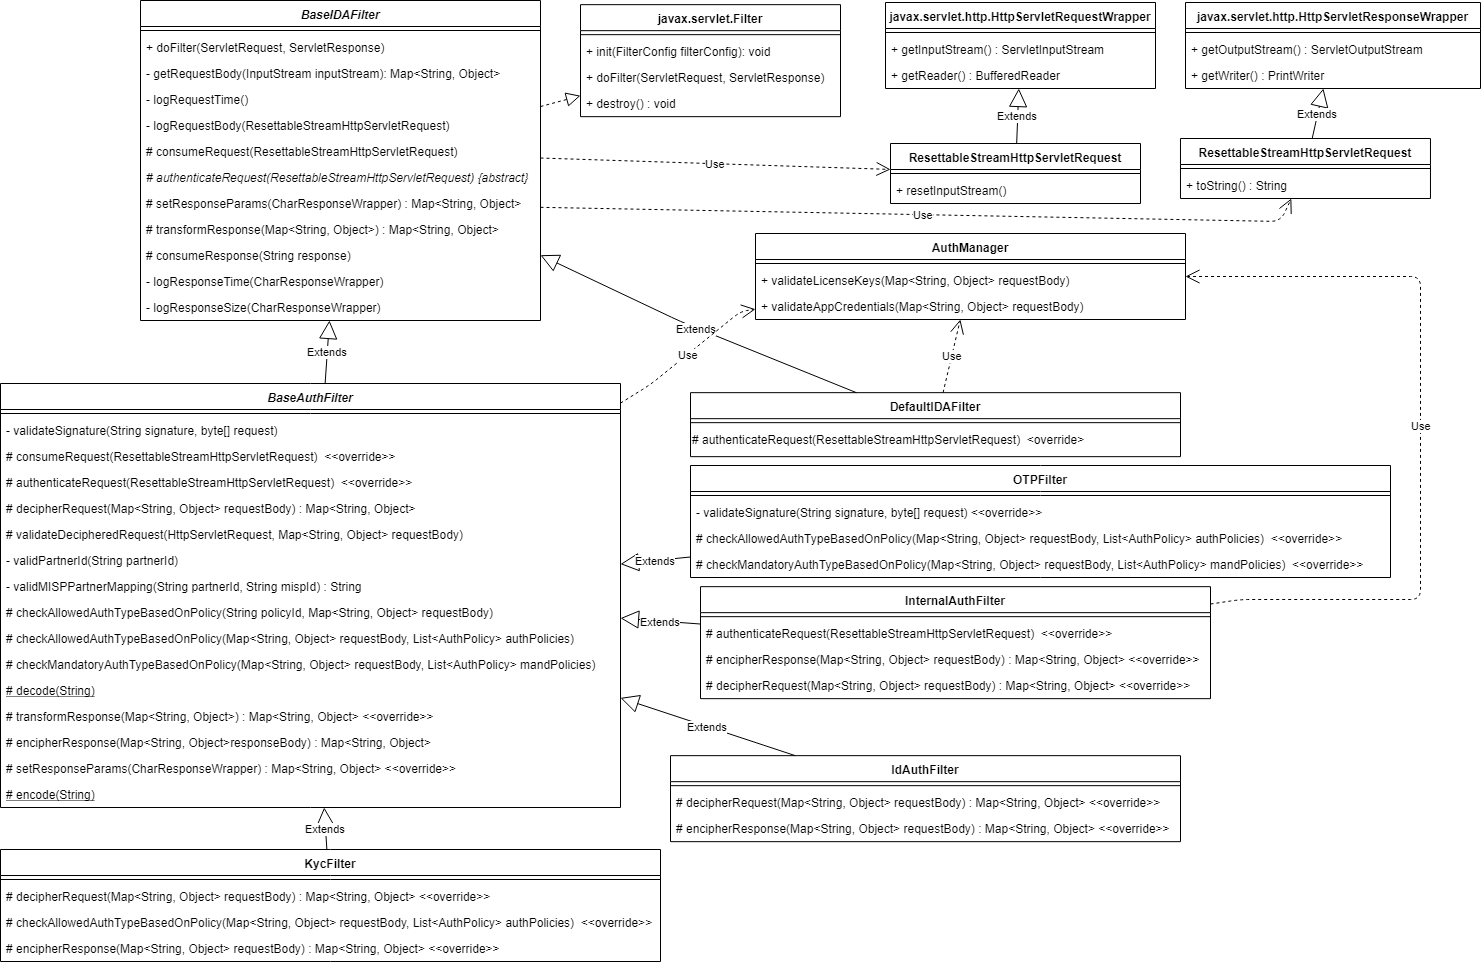 BaseIDAFilter
+ doFilter(ServletRequest, ServletResponse)
- getRequestBody(InputStream inputStream): Map<String, Object>
- logRequestTime()
- logRequestBody(ResettableStreamHttpServletRequest)
# consumeRequest(ResettableStreamHttpServletRequest)
# authenticateRequest(ResettableStreamHttpServletRequest) {abstract}
# setResponseParams(CharResponseWrapper) : Map<String, Object>
# transformResponse(Map<String, Object>) : Map<String, Object>
# consumeResponse(String response)
- logResponseTime(CharResponseWrapper)
- logResponseSize(CharResponseWrapper)
javax.servlet.Filter
+ init(FilterConfig filterConfig): void
+ doFilter(ServletRequest, ServletResponse)
+ destroy() : void
javax.servlet.http.HttpServletRequestWrapper
+ getInputStream() : ServletInputStream
+ getReader() : BufferedReader
javax.servlet.http.HttpServletResponseWrapper
+ getOutputStream() : ServletOutputStream
+ getWriter() : PrintWriter
Extends
Extends
ResettableStreamHttpServletRequest
+ resetInputStream()
ResettableStreamHttpServletRequest
+ toString() : String
Use
Use
AuthManager
+ validateLicenseKeys(Map<String, Object> requestBody)
+ validateAppCredentials(Map<String, Object> requestBody)
Extends
Extends
Use
Use
Use
BaseAuthFilter
- validateSignature(String signature, byte[] request)
# consumeRequest(ResettableStreamHttpServletRequest) <<override>>
# authenticateRequest(ResettableStreamHttpServletRequest) <<override>>
# decipherRequest(Map<String, Object> requestBody) : Map<String, Object>
# validateDecipheredRequest(HttpServletRequest, Map<String, Object> requestBody)
- validPartnerId(String partnerId)
- validMISPPartnerMapping(String partnerId, String mispId) : String
# checkAllowedAuthTypeBasedOnPolicy(String policyId, Map<String, Object> requestBody)
# checkAllowedAuthTypeBasedOnPolicy(Map<String, Object> requestBody, List<AuthPolicy> authPolicies)
# checkMandatoryAuthTypeBasedOnPolicy(Map<String, Object> requestBody, List<AuthPolicy> mandPolicies)
# decode(String)
# transformResponse(Map<String, Object>) : Map<String, Object> <<override>>
# encipherResponse(Map<String, Object>responseBody) : Map<String, Object>
# setResponseParams(CharResponseWrapper) : Map<String, Object> <<override>>
# encode(String)
DefaultIDAFilter
# authenticateRequest(ResettableStreamHttpServletRequest) <override>
OTPFilter
- validateSignature(String signature, byte[] request) <<override>>
# checkAllowedAuthTypeBasedOnPolicy(Map<String, Object> requestBody, List<AuthPolicy> authPolicies) <<override>>
# checkMandatoryAuthTypeBasedOnPolicy(Map<String, Object> requestBody, List<AuthPolicy> mandPolicies) <<override>>
Extends
InternalAuthFilter
# authenticateRequest(ResettableStreamHttpServletRequest) <<override>>
# encipherResponse(Map<String, Object> requestBody) : Map<String, Object> <<override>>
# decipherRequest(Map<String, Object> requestBody) : Map<String, Object> <<override>>
Extends
Extends
IdAuthFilter
# decipherRequest(Map<String, Object> requestBody) : Map<String, Object> <<override>>
# encipherResponse(Map<String, Object> requestBody) : Map<String, Object> <<override>>
Extends
KycFilter
# decipherRequest(Map<String, Object> requestBody) : Map<String, Object> <<override>>
# checkAllowedAuthTypeBasedOnPolicy(Map<String, Object> requestBody, List<AuthPolicy> authPolicies) <<override>>
# encipherResponse(Map<String, Object> requestBody) : Map<String, Object> <<override>>